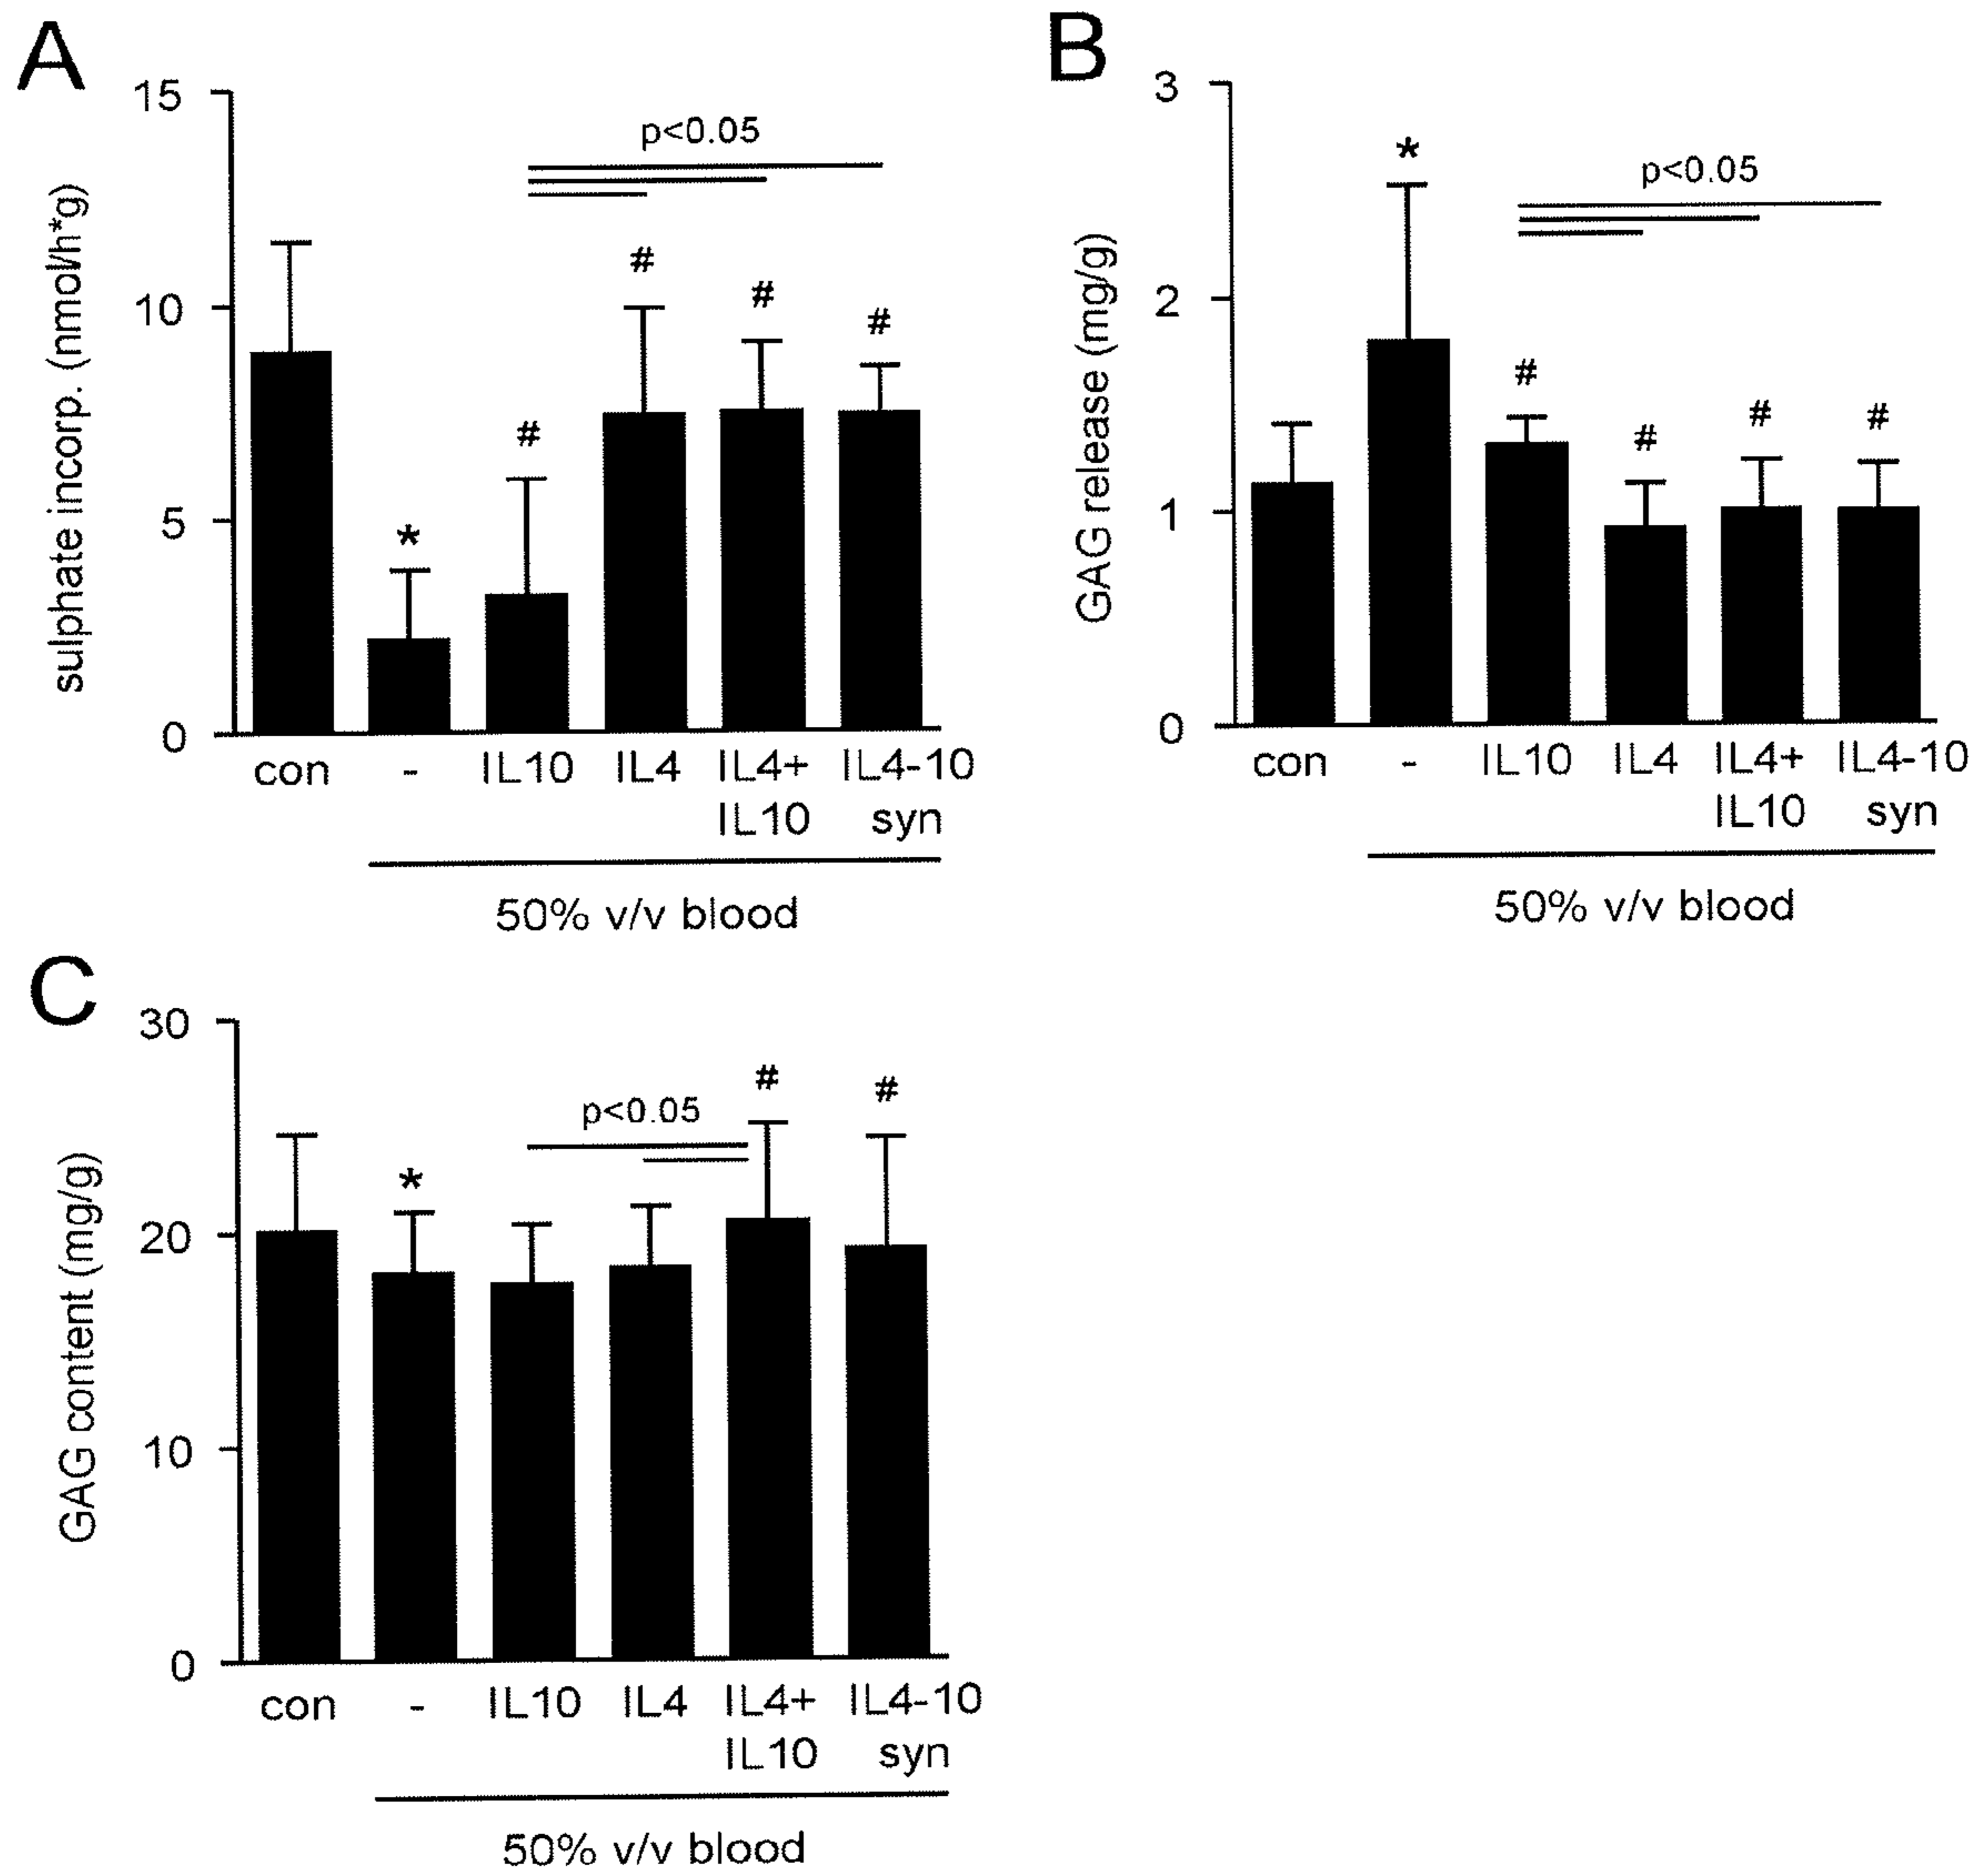 A
15
10
5
0
sulphate incorp. (nmol/h*g)
p<0.05
*
#
#
#
#
con
-
IL10
IL4
IL4+
IL10
IL4-10
syn
50% v/v blood
B
3
2
1
0
GAG release (mg/g)
p<0.05
*
#
#
#
#
con
-
IL10
IL4
IL4+
IL10
IL4-10
syn
50% v/v blood
C
30
20
10
0
GAG content (mg/g)
p<0.05
*
#
#
con
-
IL10
IL4
IL4+
IL10
IL4-10
syn
50% v/v blood